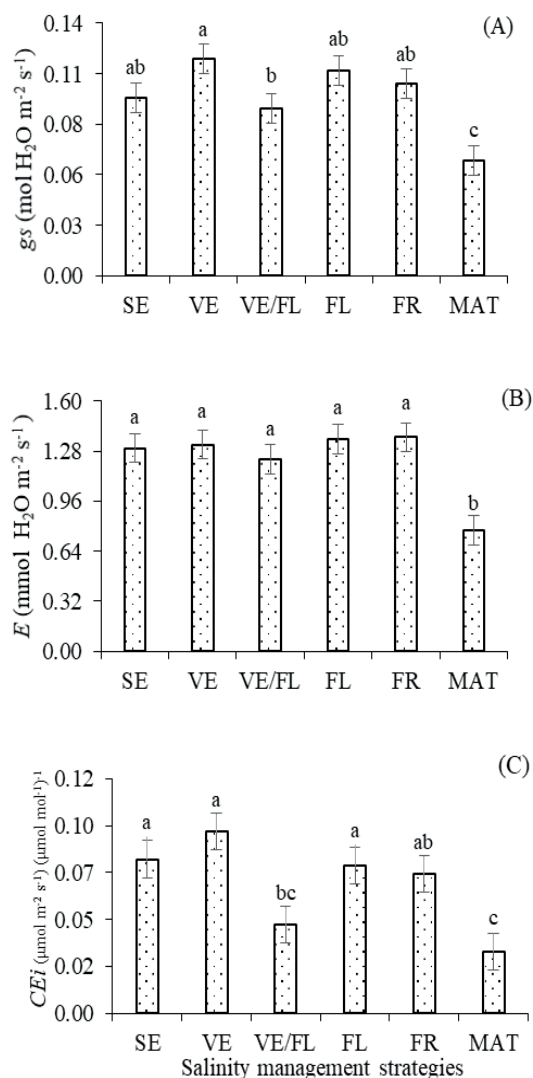 (A)
gs (mol H₂O m⁻² s⁻¹)
0.14
0.11
0.08
0.06
0.03
0.00
ab
a
b
ab
ab
c
SE VE VE/FL FL FR MAT
(B)
E (mmol H₂O m⁻² s⁻¹)
1.60
1.28
0.96
0.64
0.32
0.00
a
a
a
a
a
b
SE VE VE/FL FL FR MAT
(C)
CEi (μmol m⁻² s⁻¹) (μmol mol⁻¹)⁻¹
0.12
0.10
0.07
0.05
0.02
0.00
a
a
bc
a
ab
c
SE VE VE/FL FL FR MAT
Salinity management strategies